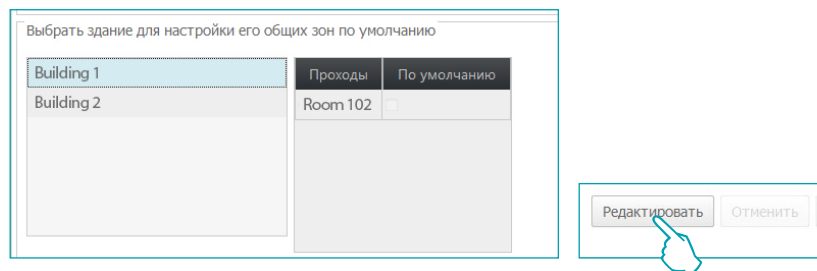 Выбрать здание для настройки его общих зон по умолчанию
Building 1
Building 2
Проходы По умолчанию
Room 102
Редактировать Отменить